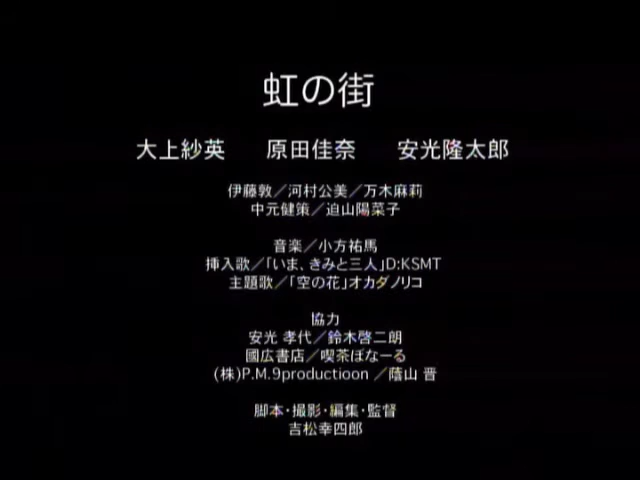 虹の街
大上紗英 原田佳奈 安光隆太郎
伊藤敦／河村公美／万木麻莉
中元健策／迫山陽菜子
音楽／小方祐馬
挿入歌／「いま、きみと三人」D:KSMT
主題歌／「空の花」オカダノリコ
協力
安光 孝代／鈴木啓二朗
國広書店／喫茶ぽなーる
(株)P.M.9productioon ／蔭山 晋
脚本・撮影・編集・監督
吉松幸四郎